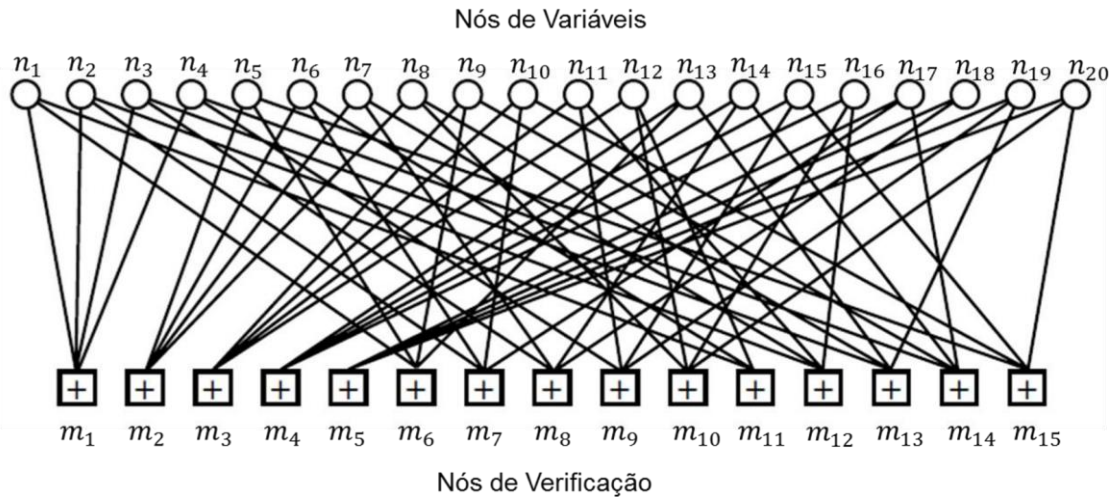 Nós de Variáveis
n₁ n₂ n₃ n₄ n₅ n₆ n₇ n₈ n₉ n₁₀ n₁₁ n₁₂ n₁₃ n₁₄ n₁₅ n₁₆ n₁₇ n₁₈ n₁₉ n₂₀
+ + + + + + + + + + + + + + +
m₁ m₂ m₃ m₄ m₅ m₆ m₇ m₈ m₉ m₁₀ m₁₁ m₁₂ m₁₃ m₁₄ m₁₅
Nós de Verificação